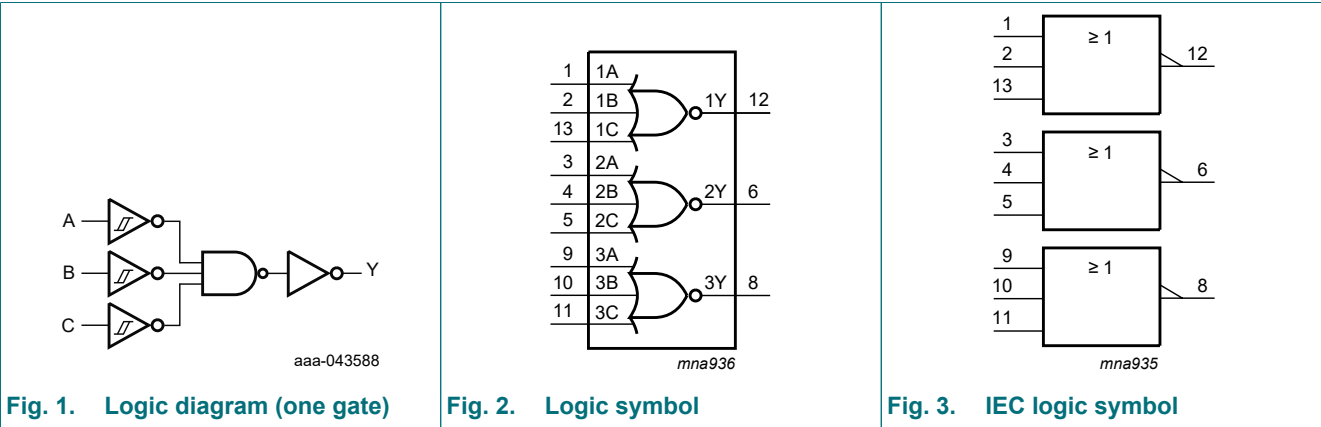 A
B
C
Y
aaa-043588
Fig. 1. Logic diagram (one gate)
1 1A
2 1B
13 1C
1Y 12
3 2A
4 2B
5 2C
2Y 6
9 3A
10 3B
11 3C
3Y 8
mna936
Fig. 2. Logic symbol
1
2
13
≥ 1
12
3
4
5
≥ 1
6
9
10
11
≥ 1
8
mna935
Fig. 3. IEC logic symbol